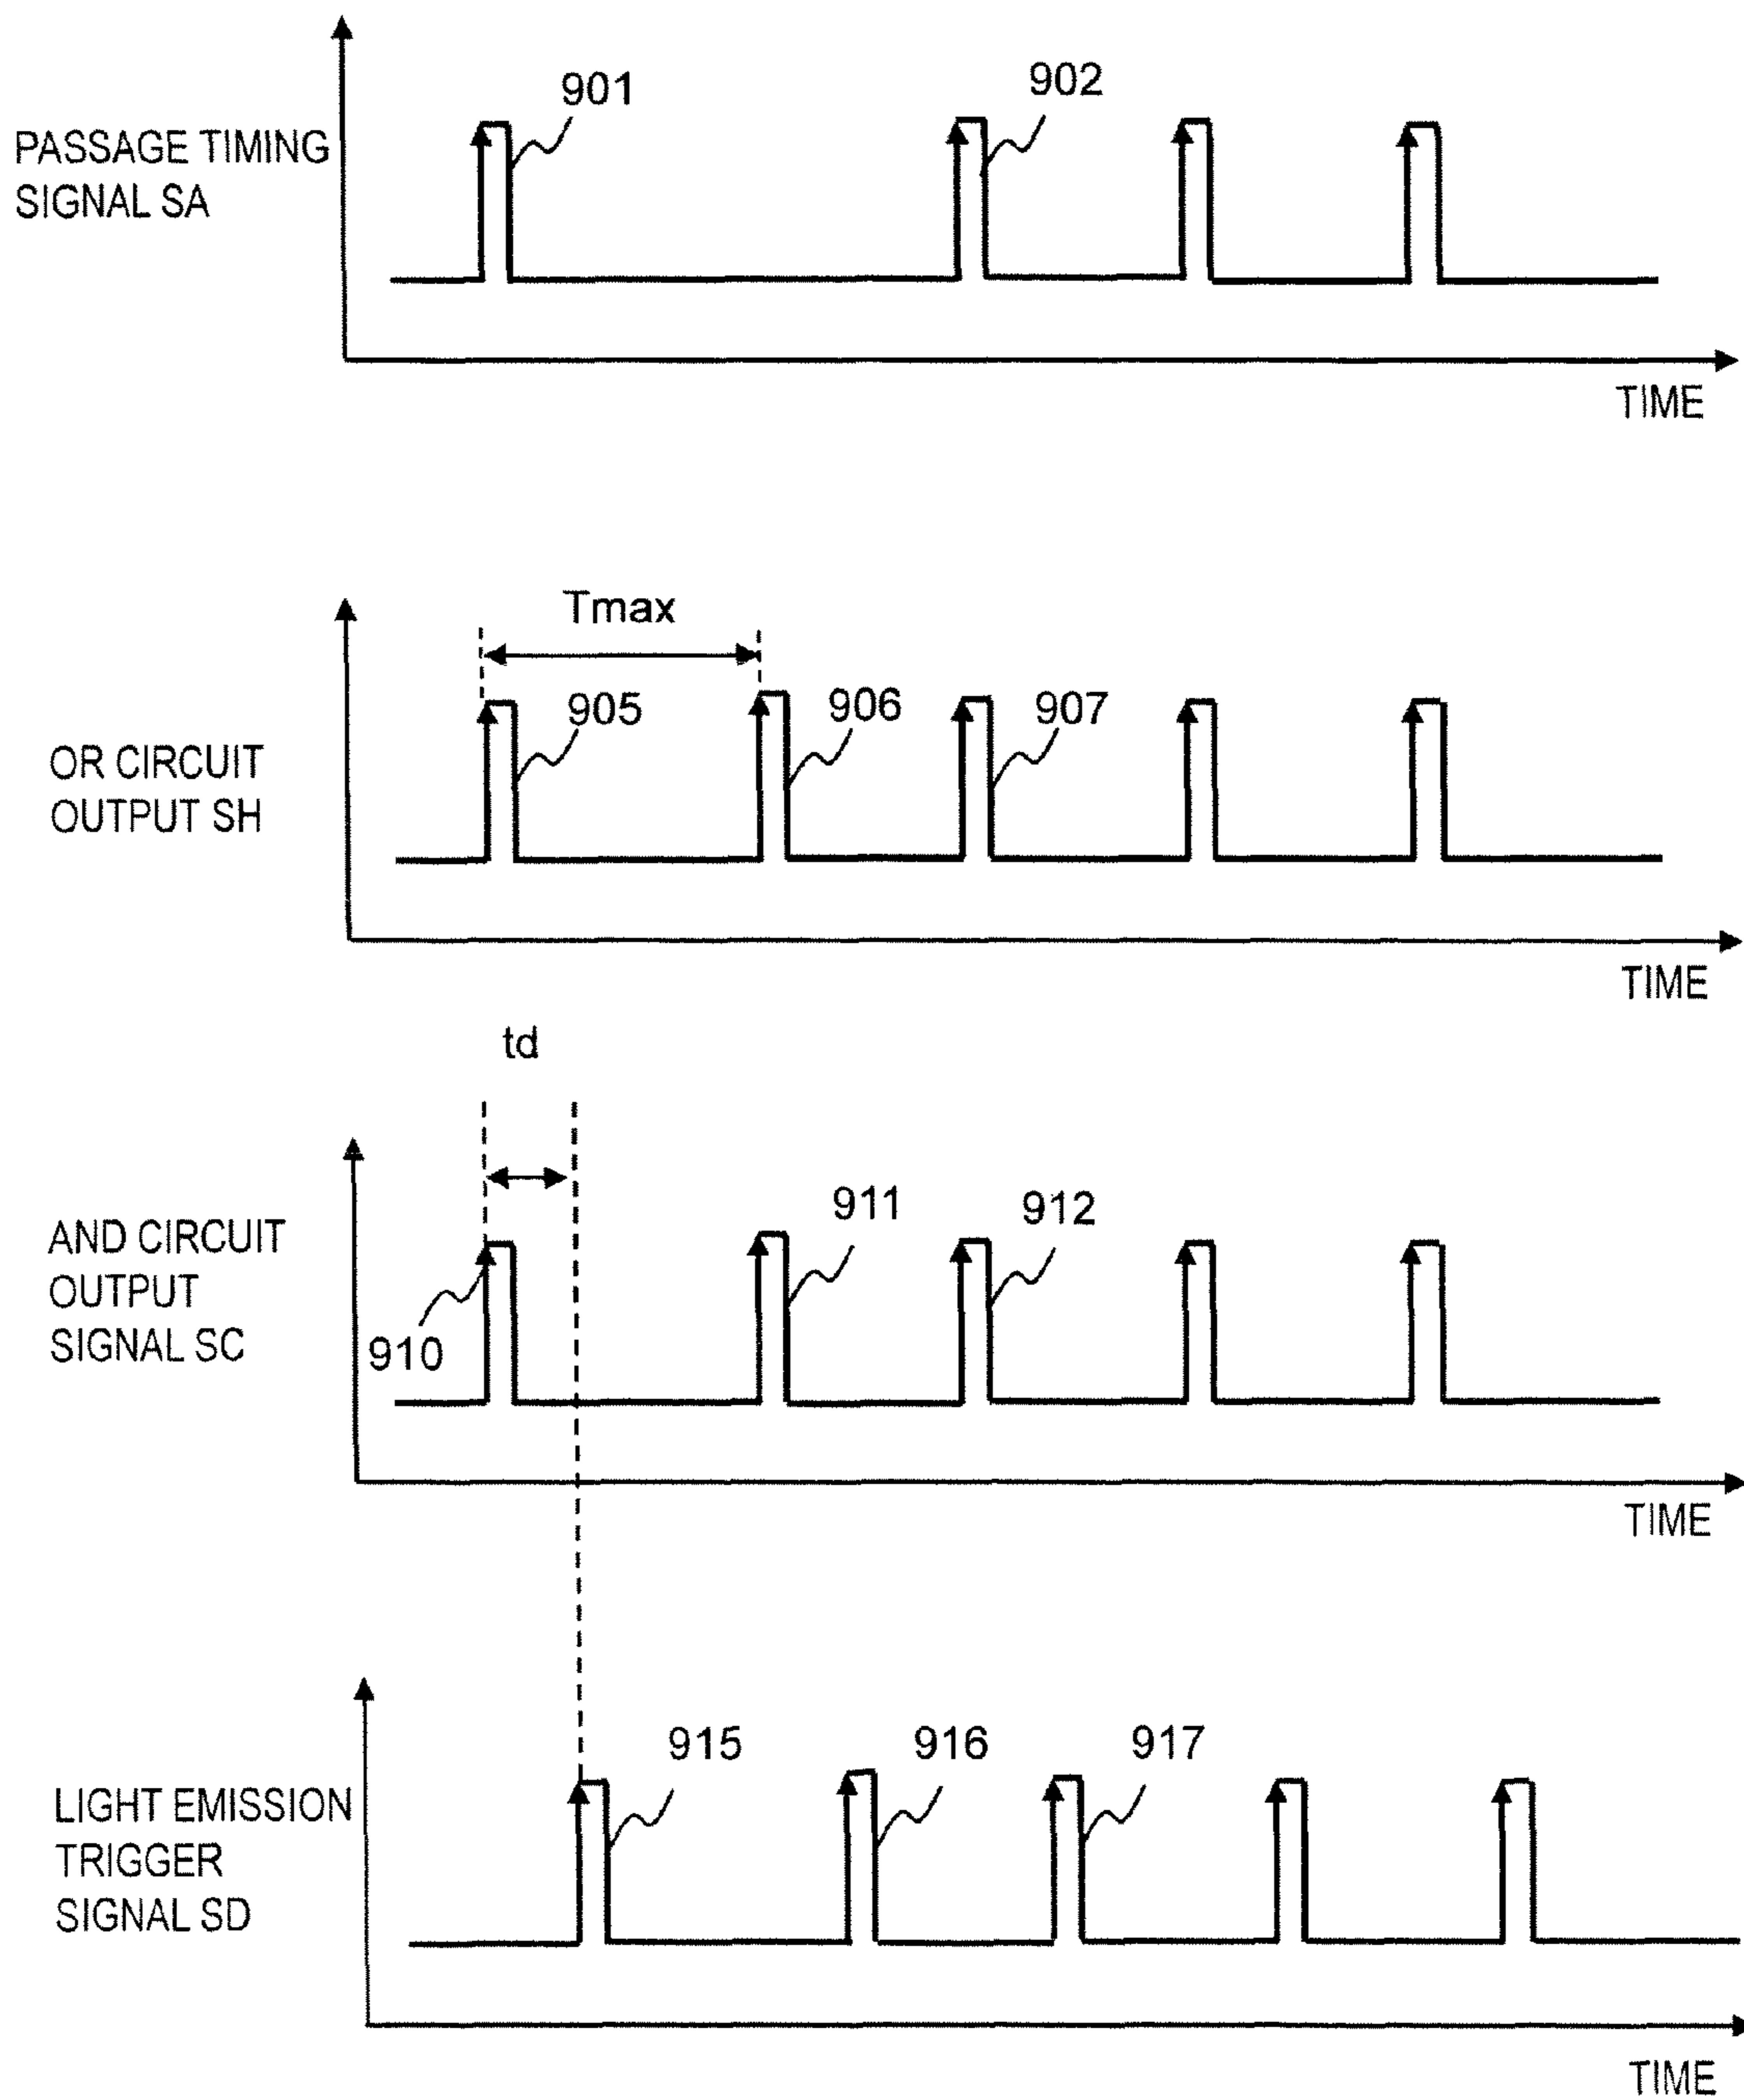 901
902
PASSAGE TIMING
SIGNAL SA
TIME
Tmax
905
906
907
OR CIRCUIT
OUTPUT SH
TIME
td
911
912
AND CIRCUIT
OUTPUT
SIGNAL SC
910
TIME
915
916
917
LIGHT EMISSION
TRIGGER
SIGNAL SD
TIME